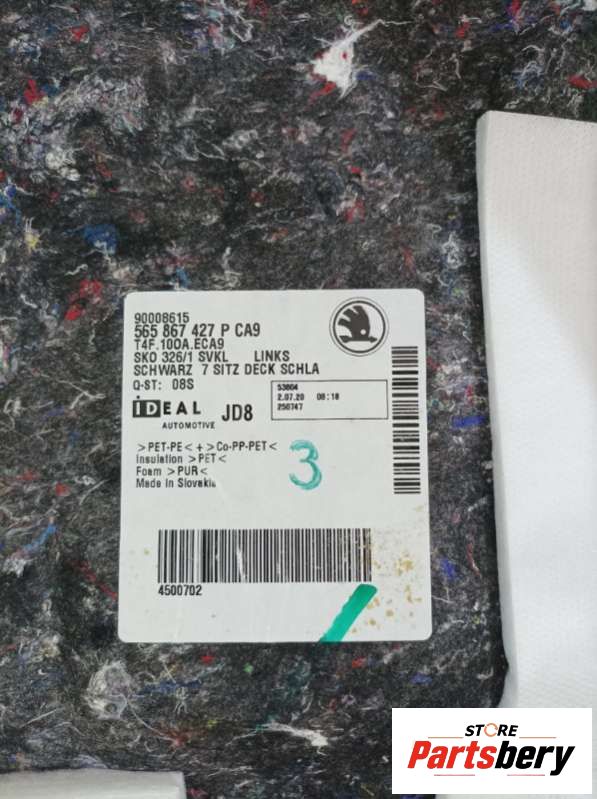 90008615
565 867 427 P CA9
T4F.100A.ECA9
SKO 326/1 SVKL LINKS
SCHWARZ 7 SITZ DECK SCHLA
Q-ST: 08S
53804
2.07.20 08:18
250747
IDEAL
AUTOMOTIVE
JD8
>PET-PE< + >Co-PP-PET<
Insulation >PET<
Foam >PUR<
Made in Slovakia
3
4500702
STORE
Partsbery